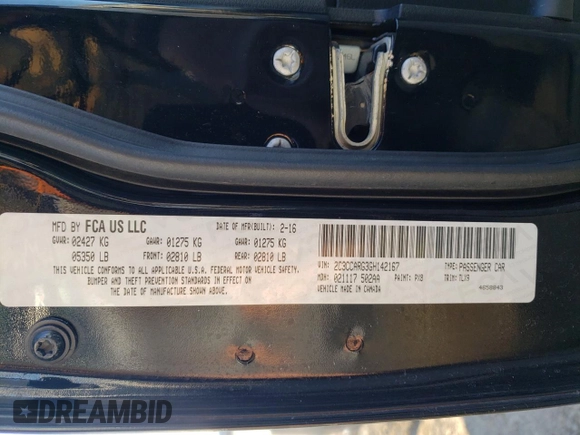 MFD BY FCA US LLC DATE OF MFR(BUILT): 2-16
GVWR: 02427 KG GAWR: 01275 KG GAWR: 01275 KG
05350 LB FRONT: 02810 LB REAR: 02810 LB
THIS VEHICLE CONFORMS TO ALL APPLICABLE U.S.A. FEDERAL MOTOR VEHICLE SAFETY,
BUMPER AND THEFT PREVENTION STANDARDS IN EFFECT ON
THE DATE OF MANUFACTURE SHOWN ABOVE.
VIN: 2C3CCARG3GH142167 TYPE: PASSENGER CAR
MDH: 021117 502AA PAINT: PX8 TRIM: TLX9
VEHICLE MADE IN CANADA 4658043
DREAMBID